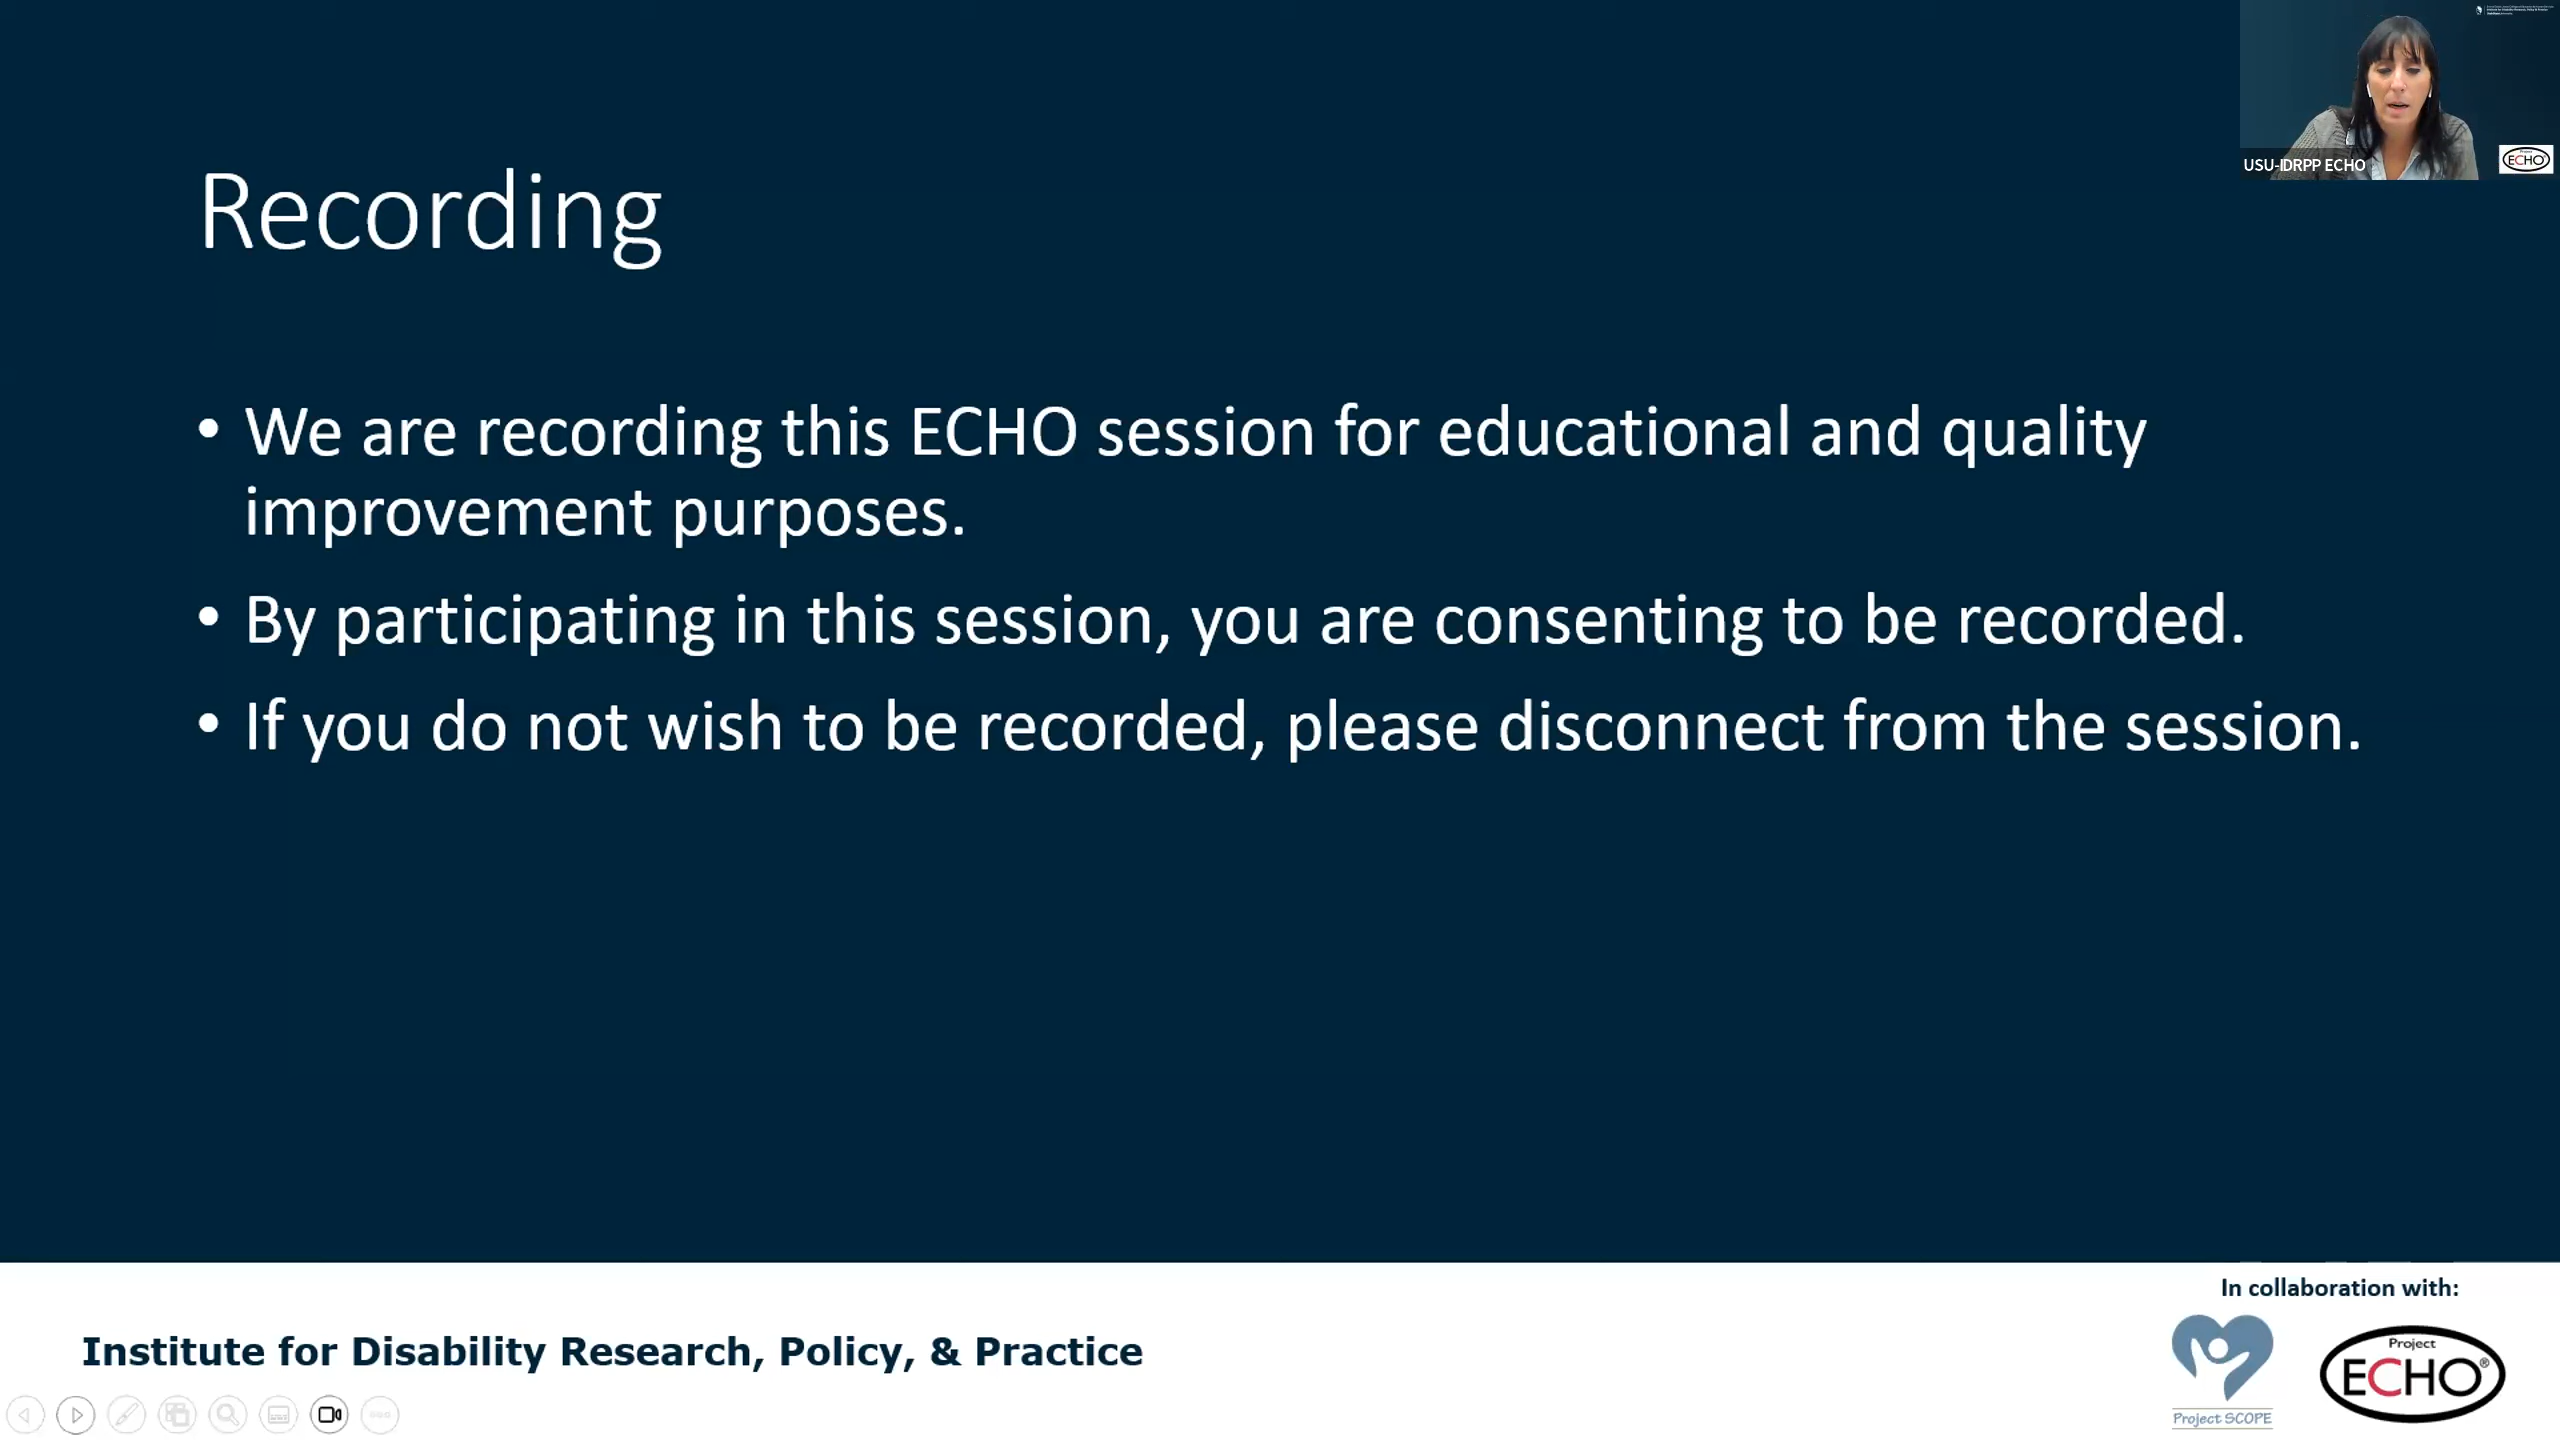 USU-IDRPP ECHO
Project
ECHO
Recording
• We are recording this ECHO session for educational and quality
improvement purposes.
• By participating in this session, you are consenting to be recorded.
• If you do not wish to be recorded, please disconnect from the session.
In collaboration with:
Institute for Disability Research, Policy, & Practice
Project SCOPE
Project
ECHO®